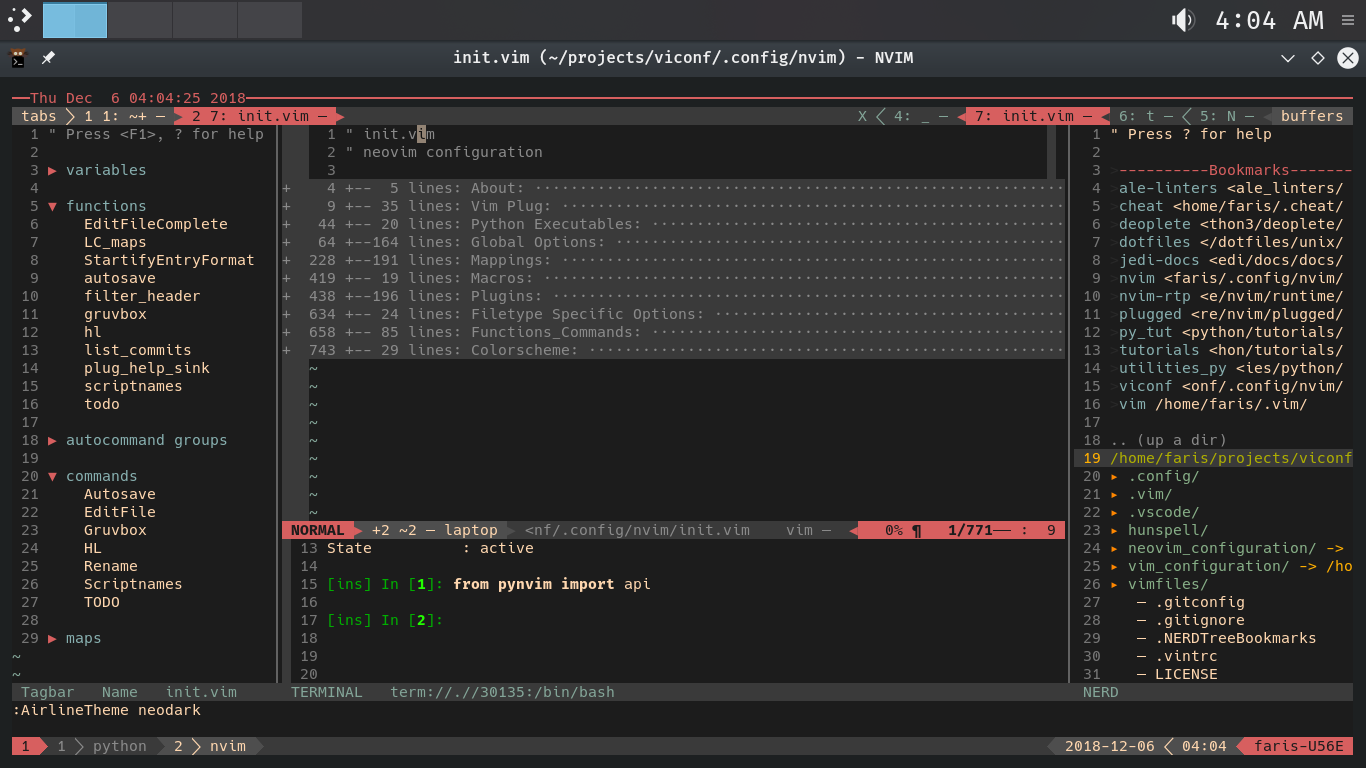 4:04 AM
init.vim (~/projects/viconf/.config/nvim) - NVIM
Thu Dec  6 04:04:25 2018
tabs 1 1: ~+ — 2 7: init.vim — X 4: _ — 7: init.vim — 6: t — 5: N — buffers
1 " Press <F1>, ? for help
2
3 ▶ variables
4
5 ▼ functions
6 EditFileComplete
7 LC_maps
8 StartifyEntryFormat
9 autosave
10 filter_header
11 gruvbox
12 hl
13 list_commits
14 plug_help_sink
15 scriptnames
16 todo
17
18 ▶ autocommand groups
19
20 ▼ commands
21 Autosave
22 EditFile
23 Gruvbox
24 HL
25 Rename
26 Scriptnames
27 TODO
28
29 ▶ maps
~
~
Tagbar Name init.vim
1 " init.vim
2 " neovim configuration
3
+ 4 +--  5 lines: About: ····················
+ 9 +-- 35 lines: Vim Plug: ····················
+ 44 +-- 20 lines: Python Executables: ····················
+ 64 +--164 lines: Global Options: ····················
+ 228 +--191 lines: Mappings: ····················
+ 419 +-- 19 lines: Macros: ····················
+ 438 +--196 lines: Plugins: ····················
+ 634 +-- 24 lines: Filetype Specific Options: ····················
+ 658 +-- 85 lines: Functions_Commands: ····················
+ 743 +-- 29 lines: Colorscheme: ····················
~
~
~
~
~
~
~
~
~
NORMAL +2 ~2 — laptop <nf/.config/nvim/init.vim vim — 0% ¶ 1/771—— : 9
13 State          : active
14
15 [ins] In [1]: from pynvim import api
16
17 [ins] In [2]:
18
19
20
TERMINAL term://.//30135:/bin/bash
1 " Press ? for help
2
3 >----------Bookmarks-------
4 >ale-linters <ale_linters/
5 >cheat <home/faris/.cheat/
6 >deoplete <thon3/deoplete/
7 >dotfiles </dotfiles/unix/
8 >jedi-docs <edi/docs/docs/
9 >nvim <faris/.config/nvim/
10 >nvim-rtp <e/nvim/runtime/
11 >plugged <re/nvim/plugged/
12 >py_tut <python/tutorials/
13 >tutorials <hon/tutorials/
14 >utilities_py <ies/python/
15 >viconf <onf/.config/nvim/
16 >vim /home/faris/.vim/
17
18 .. (up a dir)
19 /home/faris/projects/viconf
20 ▸ .config/
21 ▸ .vim/
22 ▸ .vscode/
23 ▸ hunspell/
24 ▸ neovim_configuration/ ->
25 ▸ vim_configuration/ -> /ho
26 ▸ vimfiles/
27 — .gitconfig
28 — .gitignore
29 — .NERDTreeBookmarks
30 — .vintrc
31 — LICENSE
NERD
:AirlineTheme neodark
1 1 python 2 nvim 2018-12-06 04:04 faris-U56E